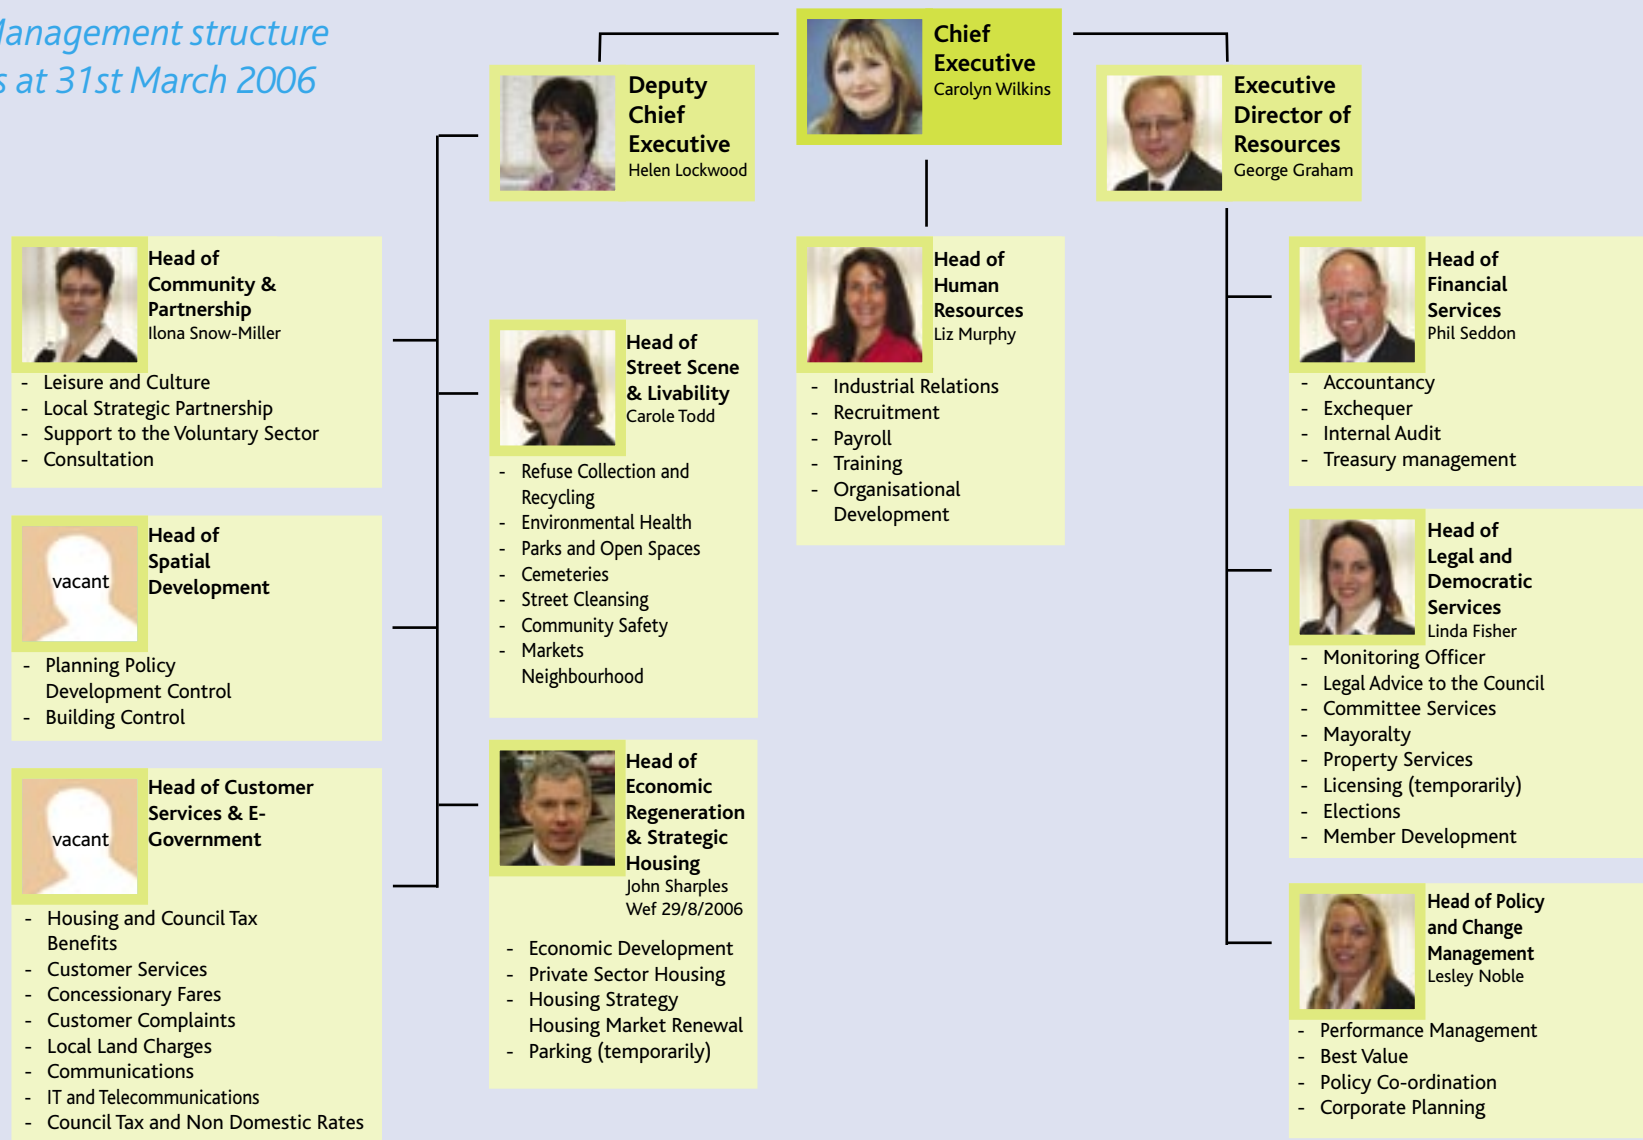 Management structure
s at 31st March 2006
Chief
Executive
Carolyn Wilkins
Deputy
Chief
Executive
Helen Lockwood
Executive
Director of
Resources
George Graham
Head of
Community &
Partnership
Ilona Snow-Miller
- Leisure and Culture
- Local Strategic Partnership
- Support to the Voluntary Sector
- Consultation
vacant
Head of
Spatial
Development
- Planning Policy
Development Control
- Building Control
vacant
Head of Customer
Services & E-
Government
- Housing and Council Tax
Benefits
- Customer Services
- Concessionary Fares
- Customer Complaints
- Local Land Charges
- Communications
- IT and Telecommunications
- Council Tax and Non Domestic Rates
Head of
Street Scene
& Livability
Carole Todd
- Refuse Collection and
Recycling
- Environmental Health
- Parks and Open Spaces
- Cemeteries
- Street Cleansing
- Community Safety
- Markets
Neighbourhood
Head of
Economic
Regeneration
& Strategic
Housing
John Sharples
Wef 29/8/2006
- Economic Development
- Private Sector Housing
- Housing Strategy
Housing Market Renewal
- Parking (temporarily)
Head of
Human
Resources
Liz Murphy
- Industrial Relations
- Recruitment
- Payroll
- Training
- Organisational
Development
Head of
Financial
Services
Phil Seddon
- Accountancy
- Exchequer
- Internal Audit
- Treasury management
Head of
Legal and
Democratic
Services
Linda Fisher
- Monitoring Officer
- Legal Advice to the Council
- Committee Services
- Mayoralty
- Property Services
- Licensing (temporarily)
- Elections
- Member Development
Head of Policy
and Change
Management
Lesley Noble
- Performance Management
- Best Value
- Policy Co-ordination
- Corporate Planning